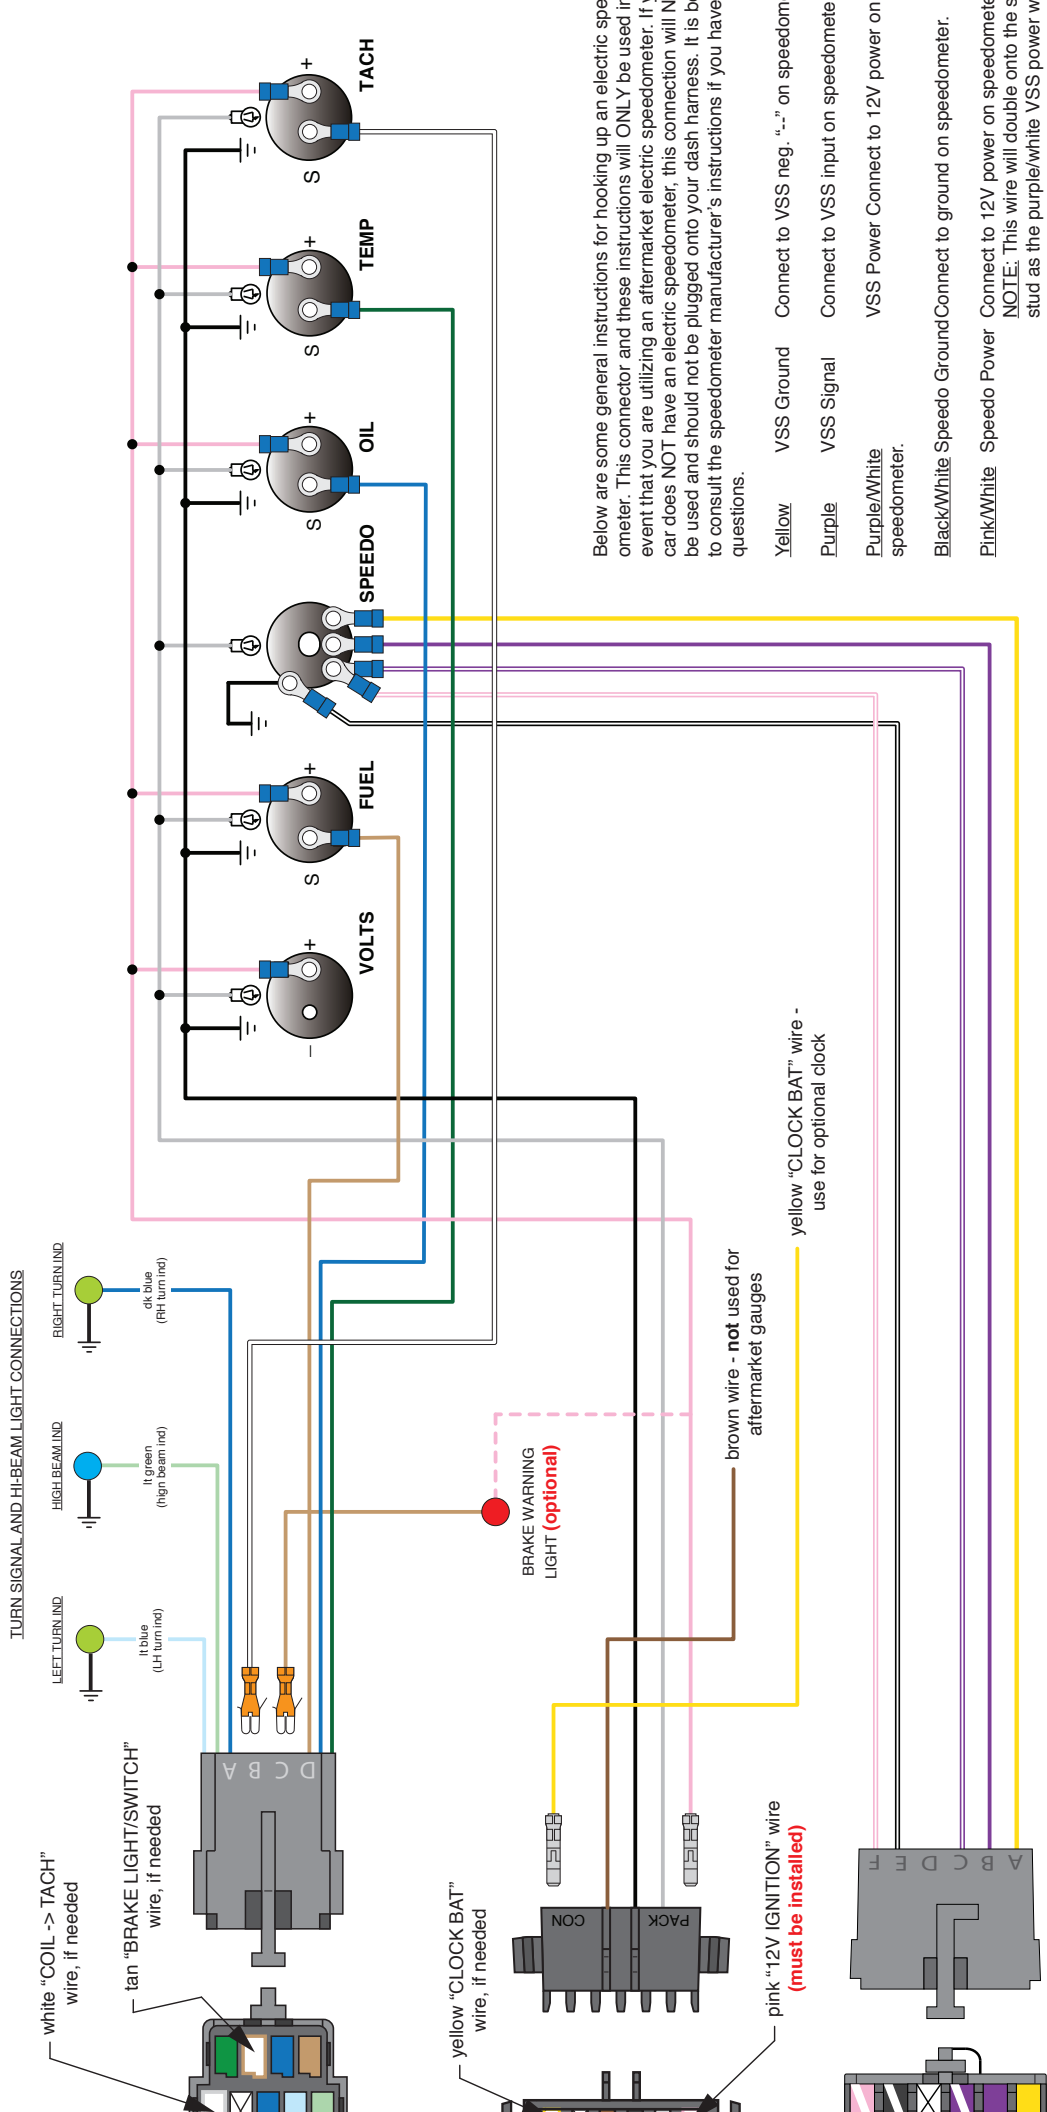 TURN SIGNAL AND HI-BEAM LIGHT CONNECTIONS
LEFT TURN IND
HIGH BEAM IND
RIGHT TURN IND
lt blue
(LH turn ind)
lt green
(hign beam ind)
dk blue
(RH turn ind)
white “COIL -> TACH”
wire, if needed
tan “BRAKE LIGHT/SWITCH”
wire, if needed
A
B
C
D
– VOLTS +
S FUEL +
SPEEDO
S OIL +
S TEMP +
S TACH +
BRAKE WARNING
LIGHT (optional)
yellow “CLOCK BAT”
wire, if needed
CON
PACK
pink “12V IGNITION” wire
(must be installed)
brown wire - not used for
aftermarket gauges
yellow “CLOCK BAT” wire -
use for optional clock
F
E
D
C
B
A
Below are some general instructions for hooking up an electric spe
ometer. This connector and these instructions will ONLY be used in
event that you are utilizing an aftermarket electric speedometer. If y
car does NOT have an electric speedometer, this connection will N
be used and should not be plugged onto your dash harness. It is be
to consult the speedometer manufacturer's instructions if you have
questions.
Yellow VSS Ground Connect to VSS neg. “--” on speedom
Purple VSS Signal Connect to VSS input on speedomete
Purple/White VSS Power Connect to 12V power on
speedometer.
Black/White Speedo GroundConnect to ground on speedometer.
Pink/White Speedo Power Connect to 12V power on speedomete
NOTE: This wire will double onto the s
stud as the purple/white VSS power w